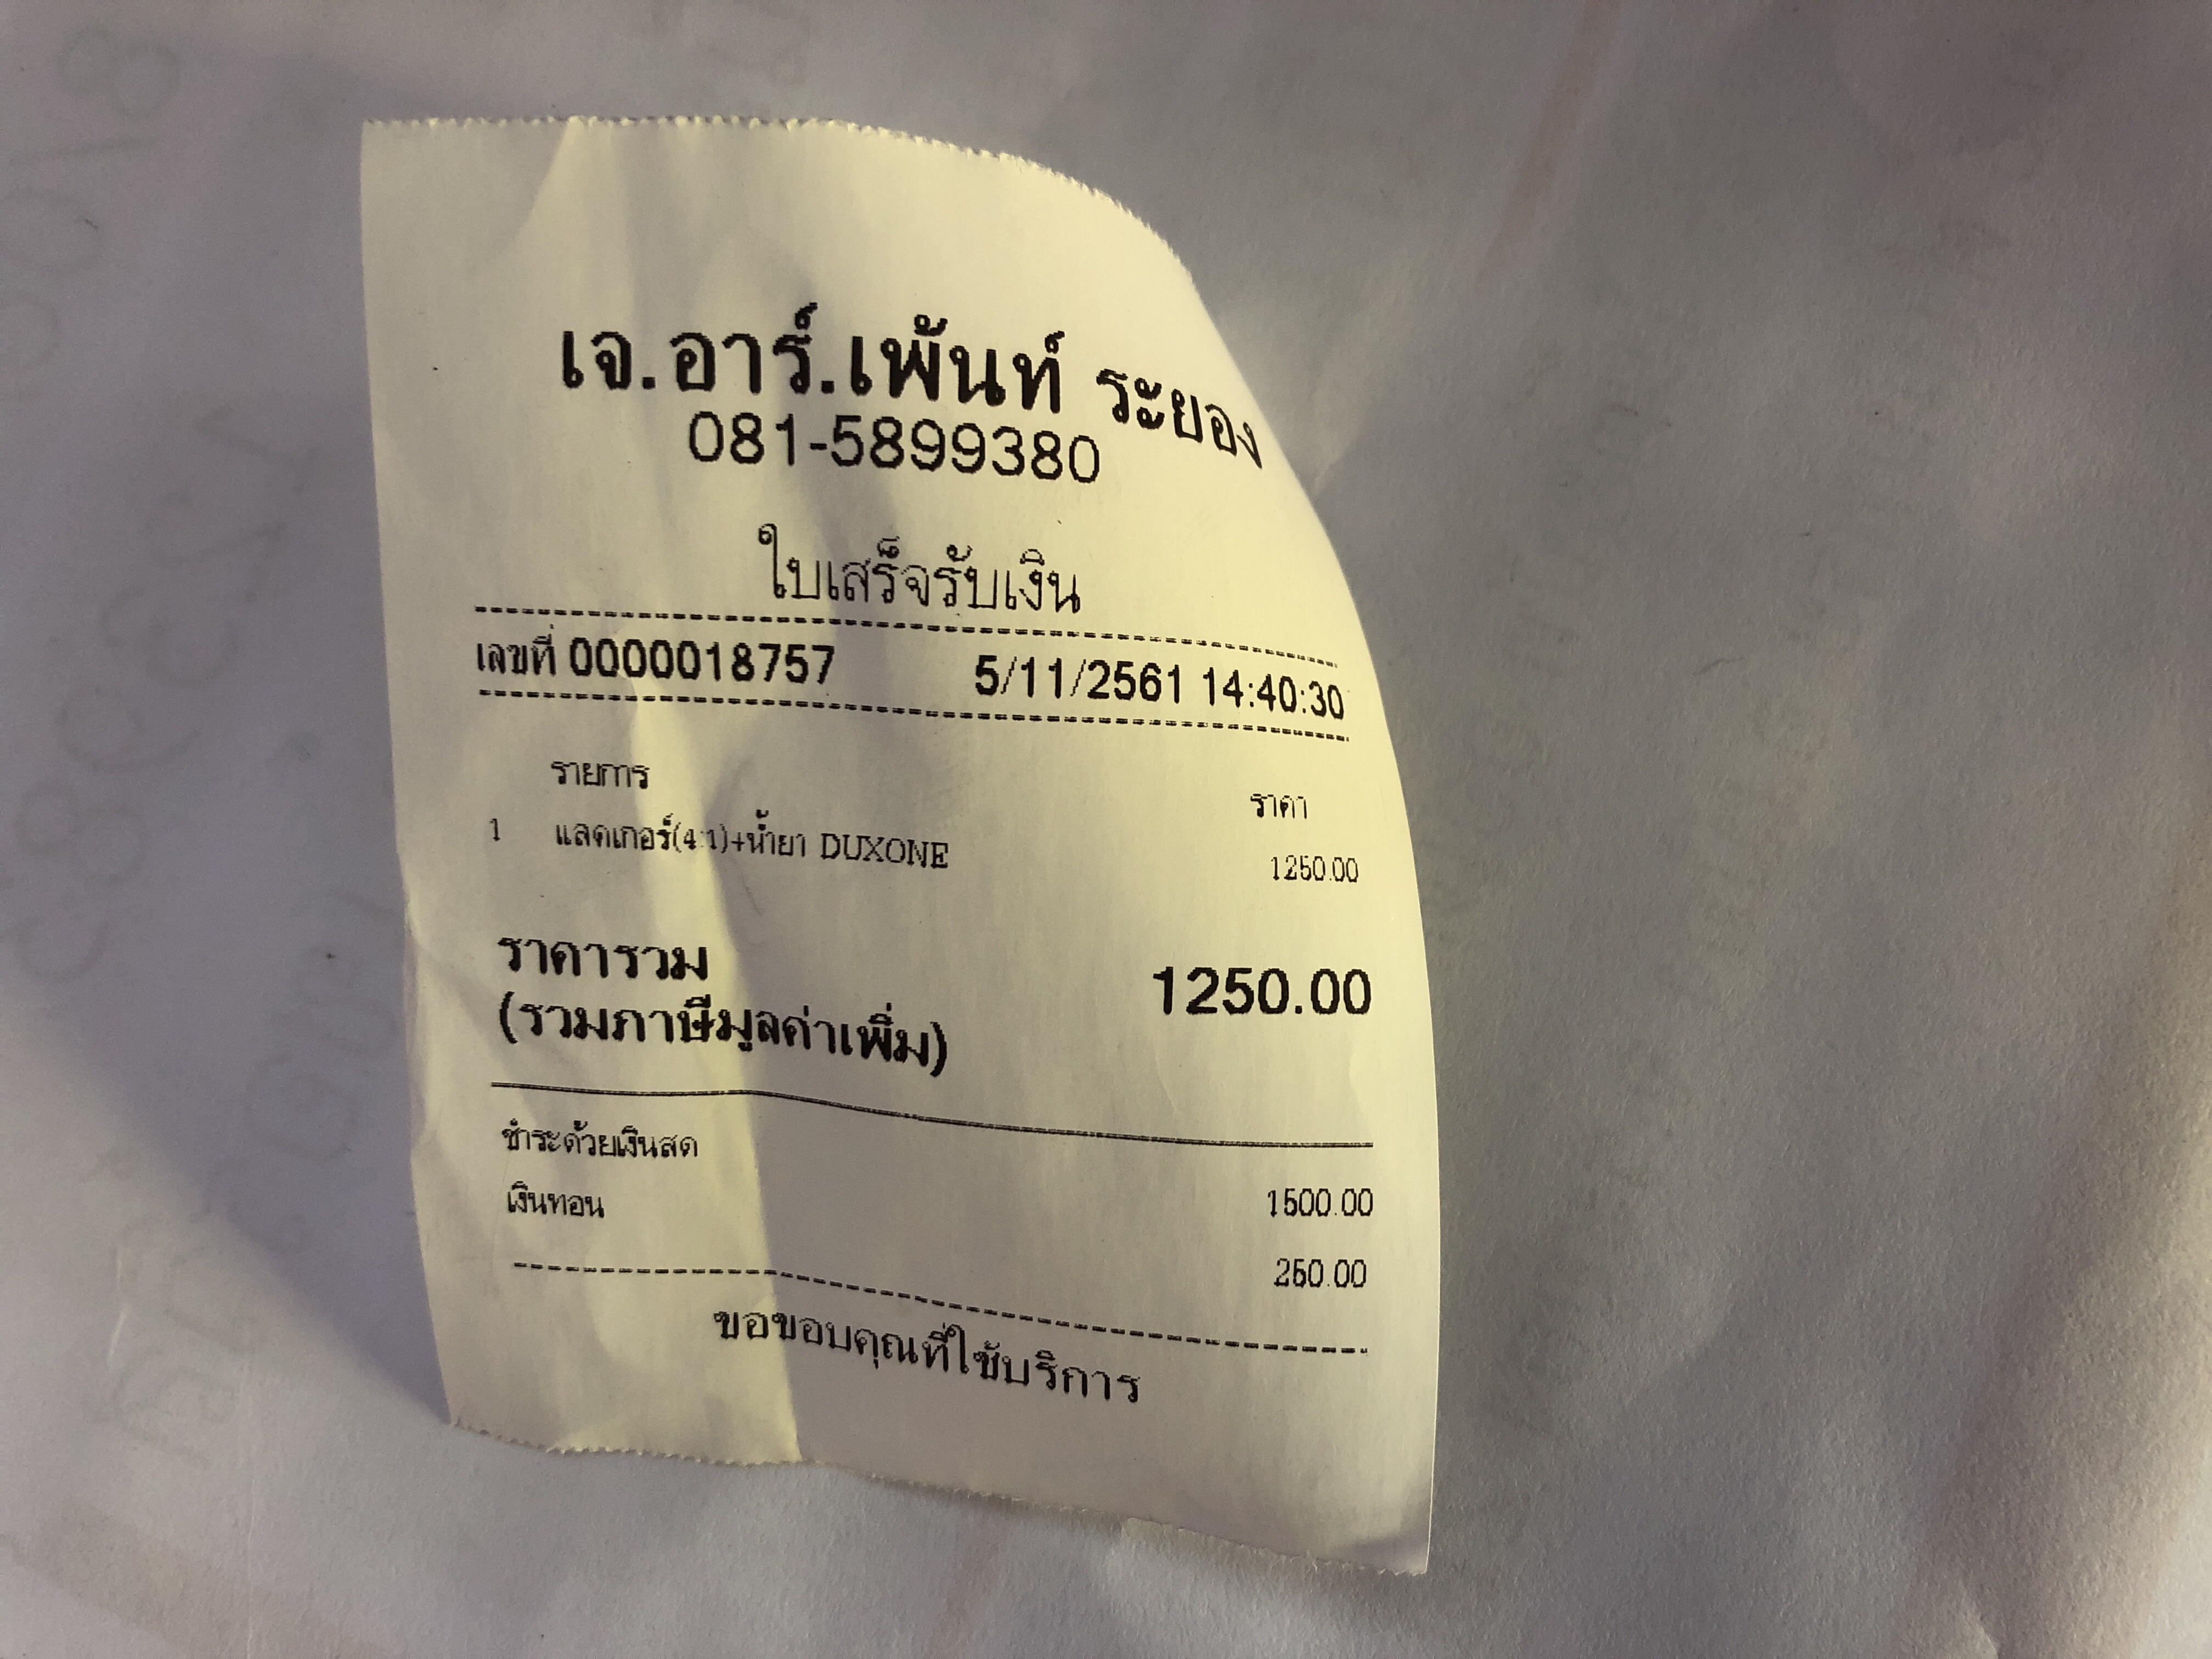 เจ.อาร์.เพ้นท์ ระยอง
081-5899380
ใบเสร็จรับเงิน
เลขที่ 0000018757 5/11/2561 14:40:30
รายการ ราคา
1 แลคเกอร์(4:1)+น้ำยา DUXONE 1250.00
ราคารวม 1250.00
(รวมภาษีมูลค่าเพิ่ม)
ชำระด้วยเงินสด 1500.00
เงินทอน 250.00
ขอขอบคุณที่ใช้บริการ